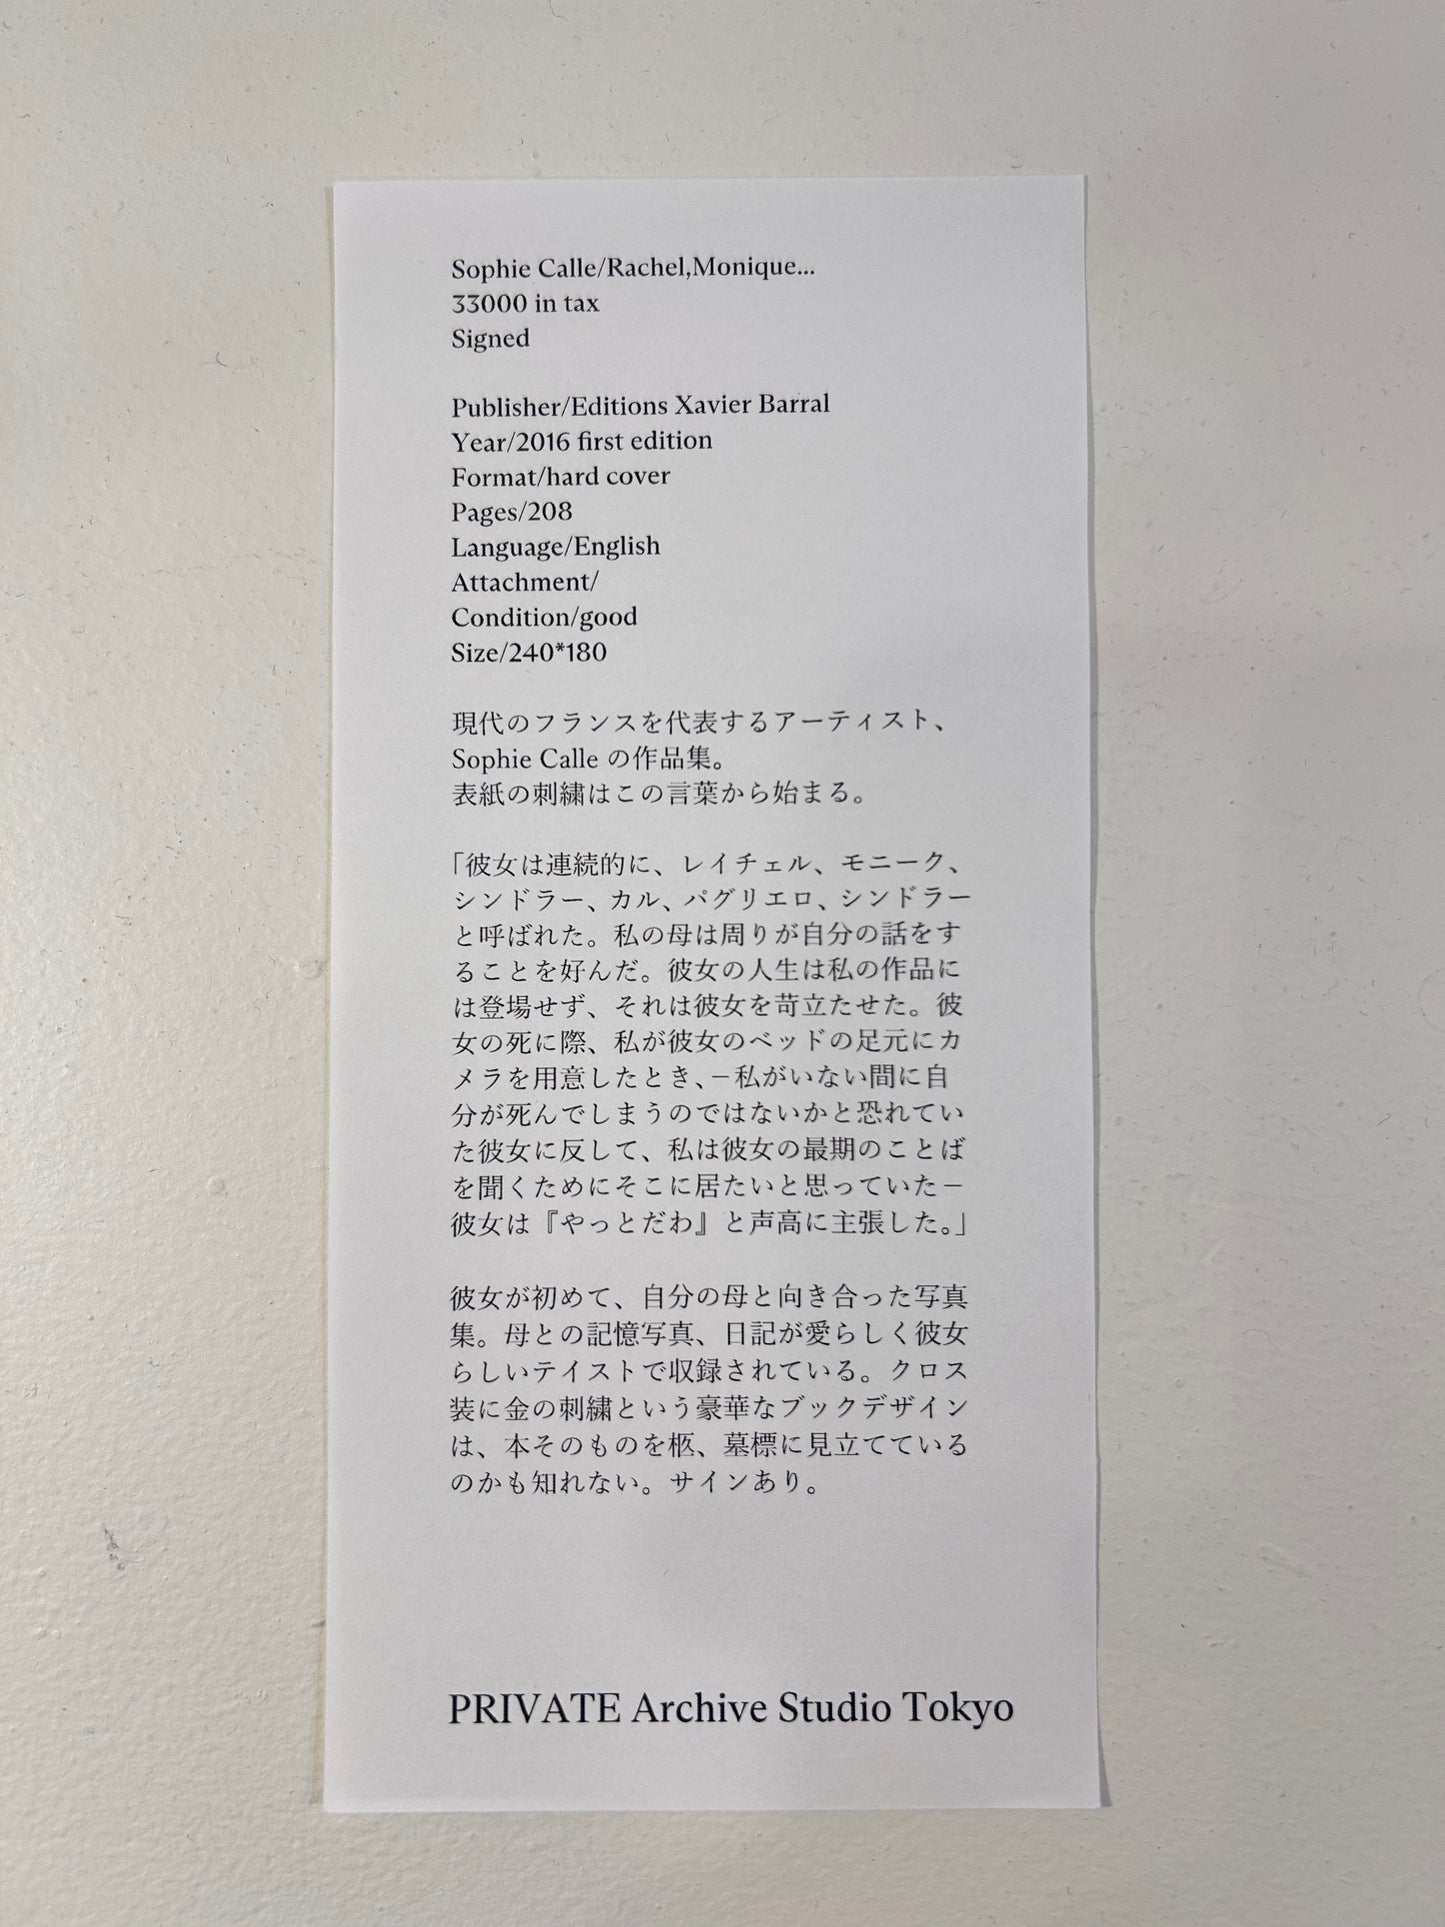 Sophie Calle/Rachel,Monique...
33000 in tax
Signed
Publisher/Editions Xavier Barral
Year/2016 first edition
Format/hard cover
Pages/208
Language/English
Attachment/
Condition/good
Size/240*180
現代のフランスを代表するアーティスト、
Sophie Calle の作品集。
表紙の刺繍はこの言葉から始まる。
「彼女は連続的に、レイチェル、モニーク、
シンドラー、カル、パグリエロ、シンドラー
と呼ばれた。私の母は周りが自分の話をす
ることを好んだ。彼女の人生は私の作品に
は登場せず、それは彼女を苛立たせた。彼
女の死に際、私が彼女のベッドの足元にカ
メラを用意したとき、－私がいない間に自
分が死んでしまうのではないかと恐れてい
た彼女に反して、私は彼女の最期のことば
を聞くためにそこに居たいと思っていた－
彼女は『やっとだわ』と声高に主張した。」
彼女が初めて、自分の母と向き合った写真
集。母との記憶写真、日記が愛らしく彼女
らしいテイストで収録されている。クロス
装に金の刺繍という豪華なブックデザイン
は、本そのものを柩、墓標に見立てている
のかも知れない。サインあり。
PRIVATE Archive Studio Tokyo